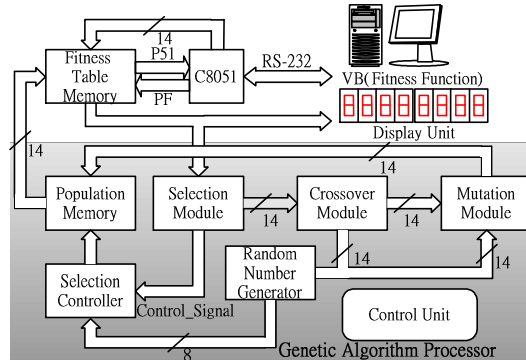 14
Fitness
Table
Memory
P51
PF
C8051
RS-232
VB(Fitness Function)
8 8 8 8 8 8 8 8
Display Unit
14
14
Population
Memory
Selection
Module
14
Crossover
Module
14
Mutation
Module
14
14
Selection
Controller
Control_Signal
Random
Number
Generator
8
Control Unit
Genetic Algorithm Processor